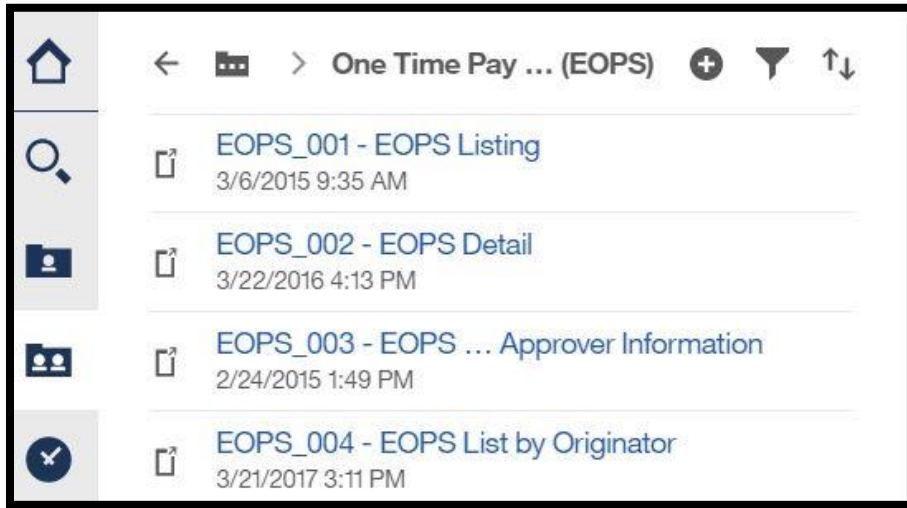 One Time Pay ... (EOPS)
EOPS_001 - EOPS Listing
3/6/2015 9:35 AM
EOPS_002 - EOPS Detail
3/22/2016 4:13 PM
EOPS_003 - EOPS ... Approver Information
2/24/2015 1:49 PM
EOPS_004 - EOPS List by Originator
3/21/2017 3:11 PM